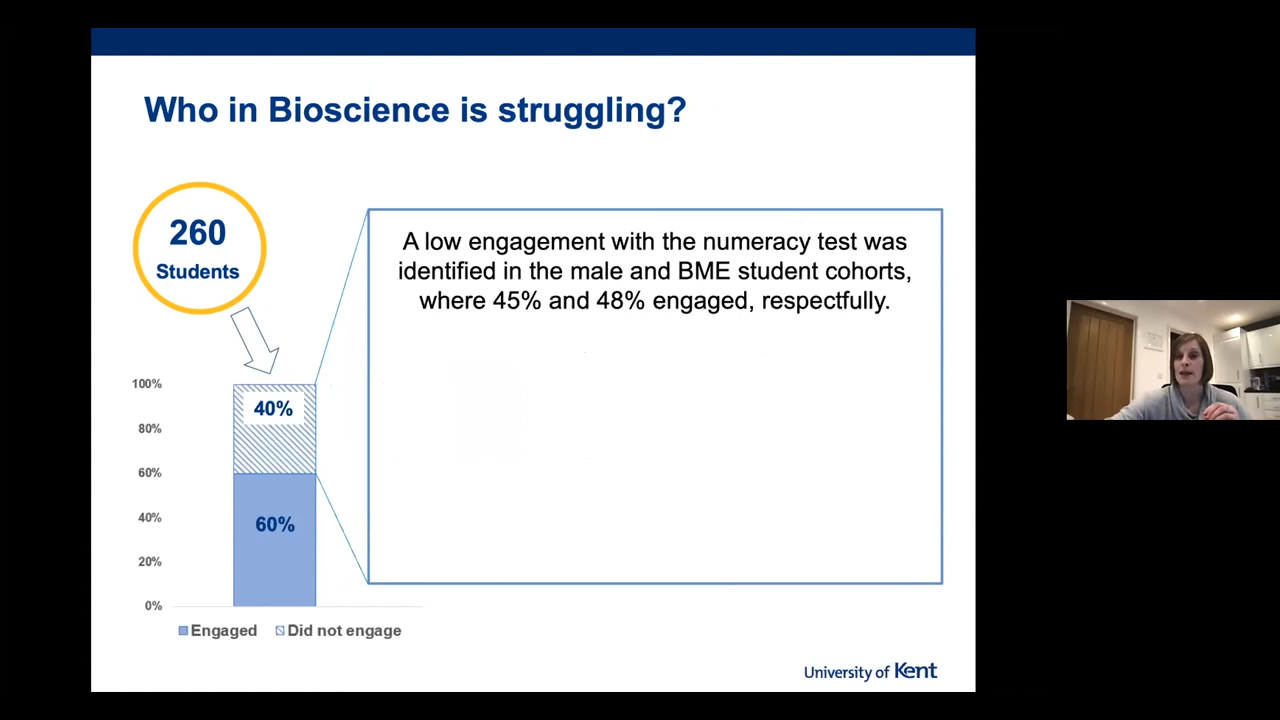 Who in Bioscience is struggling?
260
Students
A low engagement with the numeracy test was
identified in the male and BME student cohorts,
where 45% and 48% engaged, respectfully.
100%
80%
60%
40%
20%
0%
40%
60%
Engaged
Did not engage
University of Kent